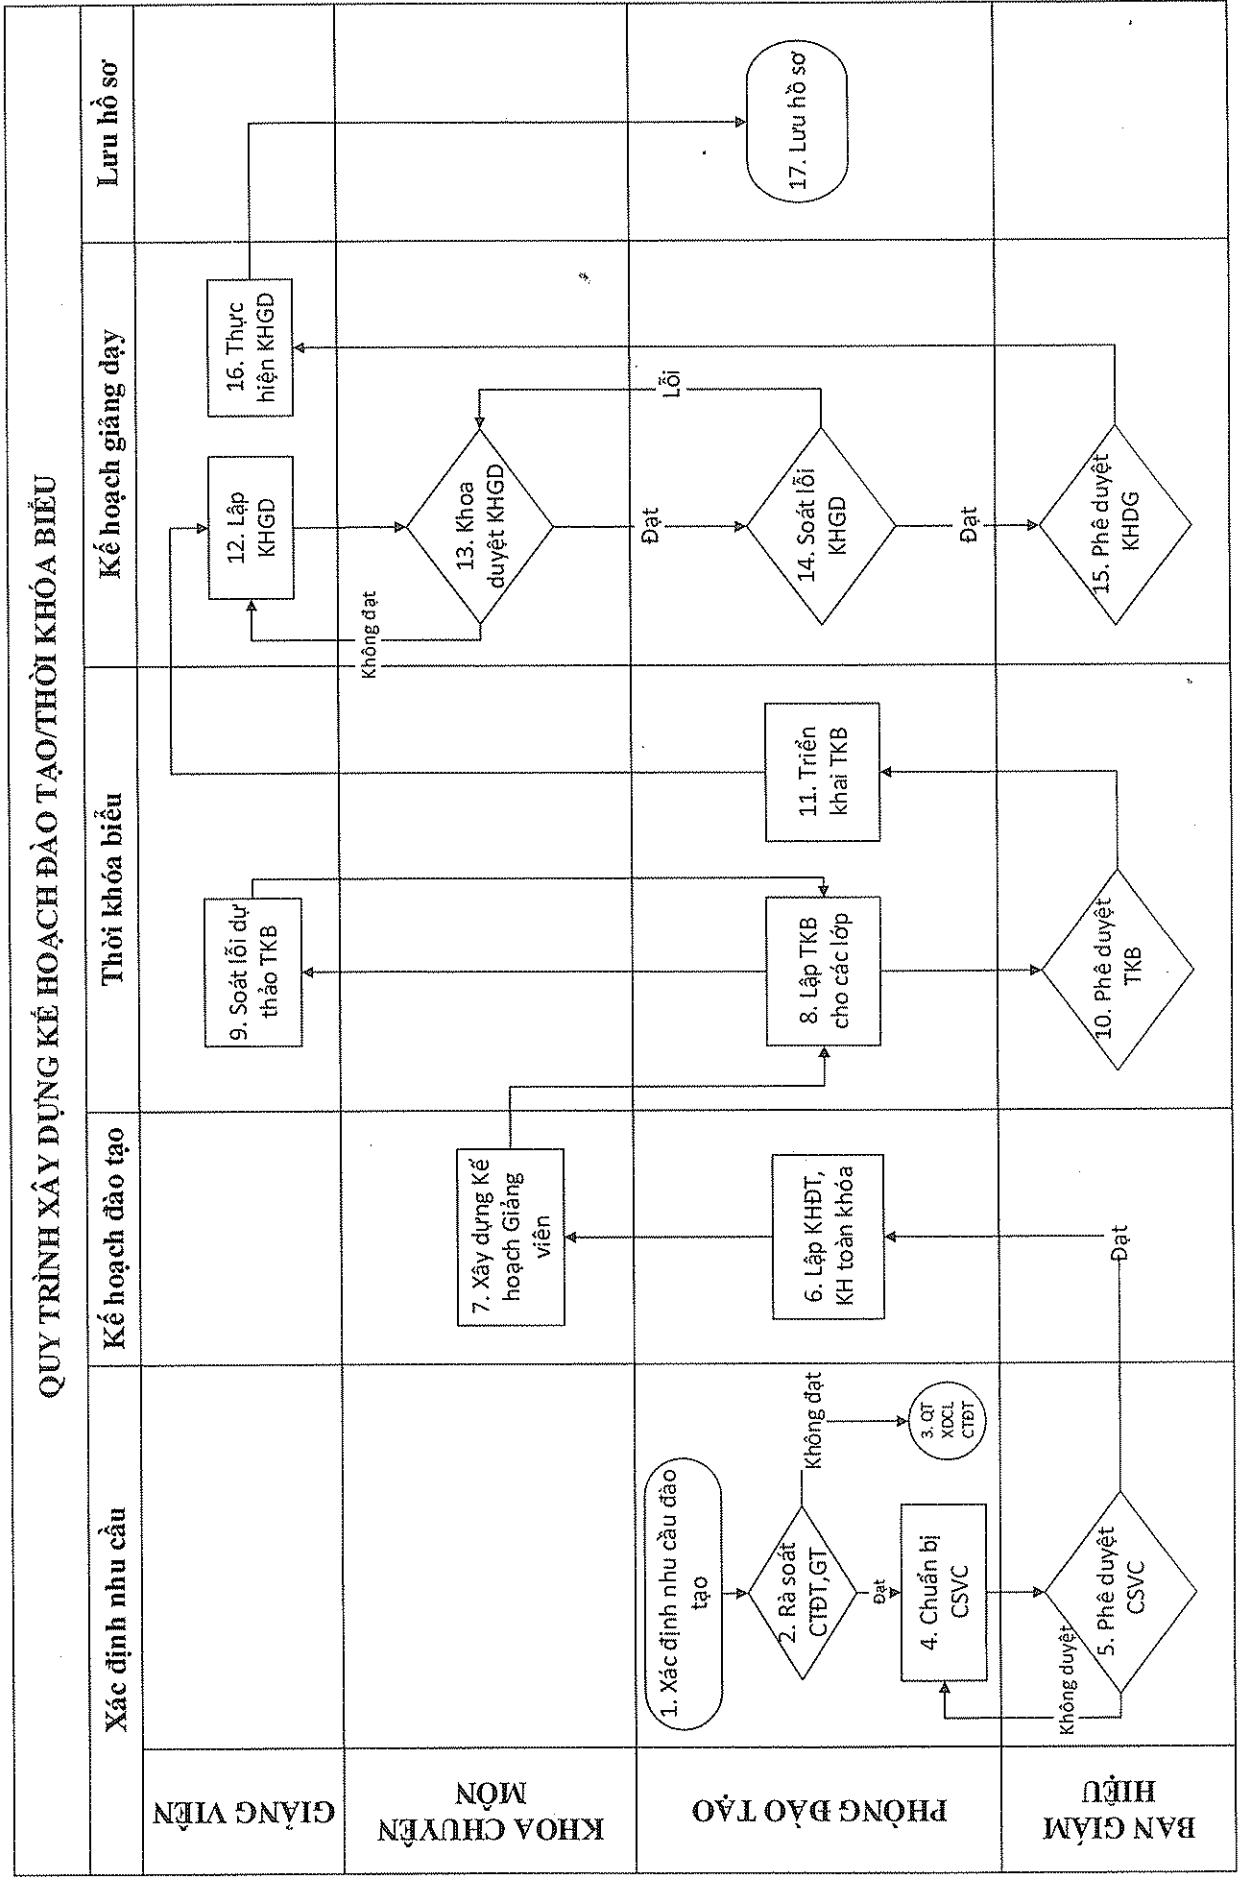 QUY TRÌNH XÂY DỰNG KẾ HOẠCH ĐÀO TẠO/THỜI KHÓA BIỂU
Xác định nhu cầu
Kế hoạch đào tạo
Thời khóa biểu
Kế hoạch giảng dạy
Lưu hồ sơ
GIẢNG VIÊN
9. Soát lỗi dự
thảo TKB
12. Lập
KHGD
16. Thực
hiện KHGD
KHOA CHUYÊN
MÔN
7. Xây dựng Kế
hoạch Giảng
viên
Không đạt
13. Khoa
duyệt KHGD
PHÒNG ĐÀO TẠO
1. Xác định nhu cầu đào
tạo
2. Rà soát
CTĐT,GT
Không đạt
3. QT
XDCL
CTĐT
Đạt
4. Chuẩn bị
CSVC
6. Lập KHĐT,
KH toàn khóa
8. Lập TKB
cho các lớp
11. Triển
khai TKB
Đạt
Lỗi
14. Soát lỗi
KHGD
Đạt
17. Lưu hồ sơ
BAN GIÁM
HIỆU
Không duyệt
5. Phê duyệt
CSVC
Đạt
10. Phê duyệt
TKB
15. Phê duyệt
KHDG